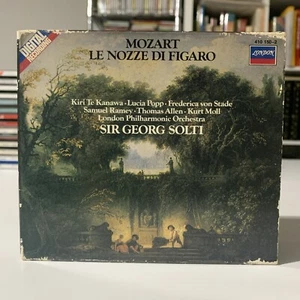 DIGITAL
RECORDING
MOZART
LE NOZZE DI FIGARO
LONDON
Kiri Te Kanawa · Lucia Popp · Frederica von Stade
Samuel Ramey · Thomas Allen · Kurt Moll
London Philharmonic Orchestra
SIR GEORG SOLTI